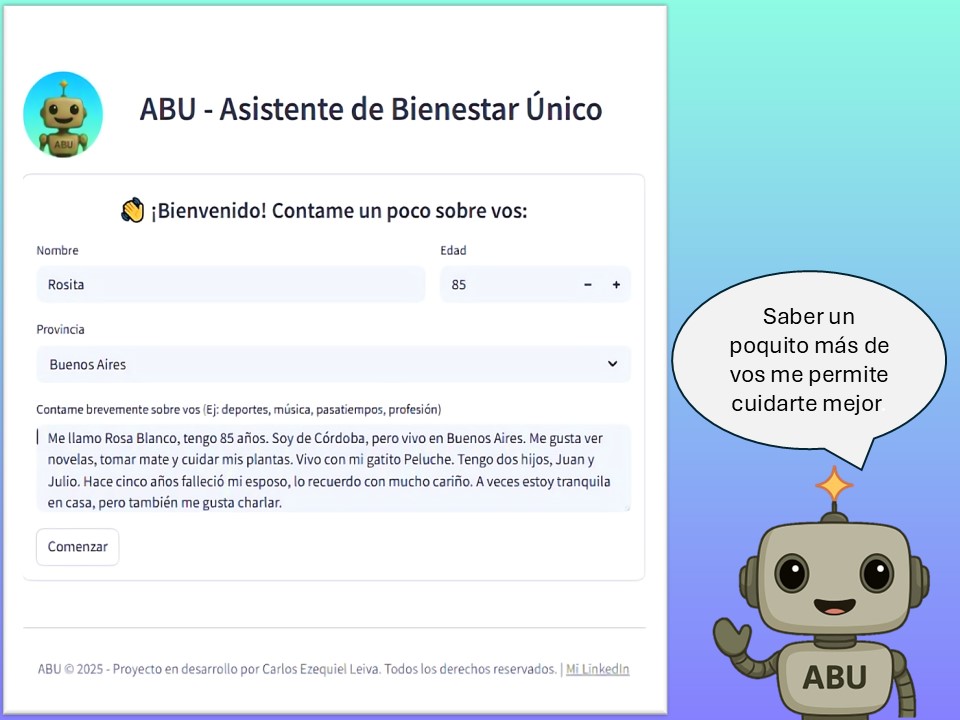 ABU
ABU - Asistente de Bienestar Único
👋 ¡Bienvenido! Contame un poco sobre vos:
Nombre
Edad
Rosita
85
- +
Provincia
Buenos Aires
Contame brevemente sobre vos (Ej: deportes, música, pasatiempos, profesión)
Me llamo Rosa Blanco, tengo 85 años. Soy de Córdoba, pero vivo en Buenos Aires. Me gusta ver
novelas, tomar mate y cuidar mis plantas. Vivo con mi gatito Peluche. Tengo dos hijos, Juan y
Julio. Hace cinco años falleció mi esposo, lo recuerdo con mucho cariño. A veces estoy tranquila
en casa, pero también me gusta charlar.
Comenzar
ABU © 2025 - Proyecto en desarrollo por Carlos Ezequiel Leiva. Todos los derechos reservados. | Mi LinkedIn
Saber un
poquito más de
vos me permite
cuidarte mejor
ABU